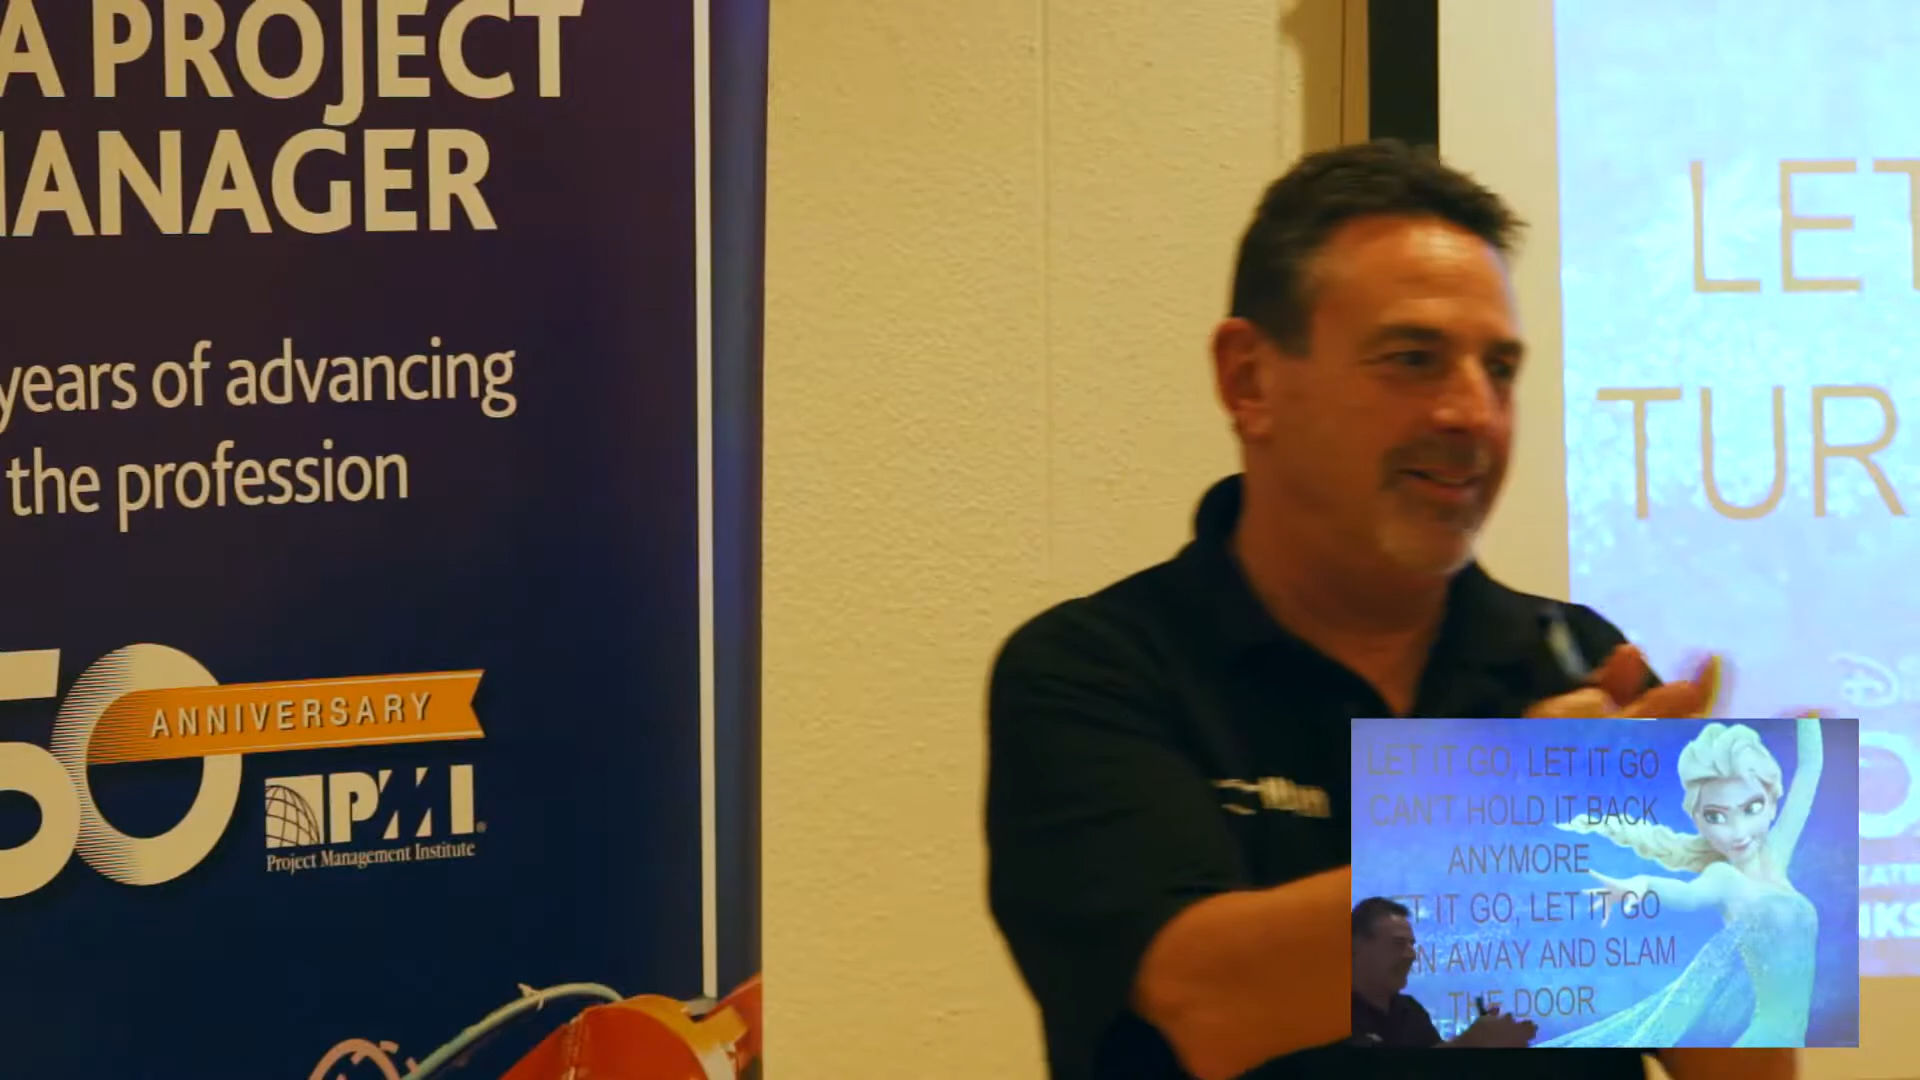 A PROJECT
MANAGER
years of advancing
the profession
50
ANNIVERSARY
PMI
Project Management Institute
LET
TUR
LET IT GO, LET IT GO
CAN'T HOLD IT BACK
ANYMORE
T IT GO, LET IT GO
N AWAY AND SLAM
THE DOOR